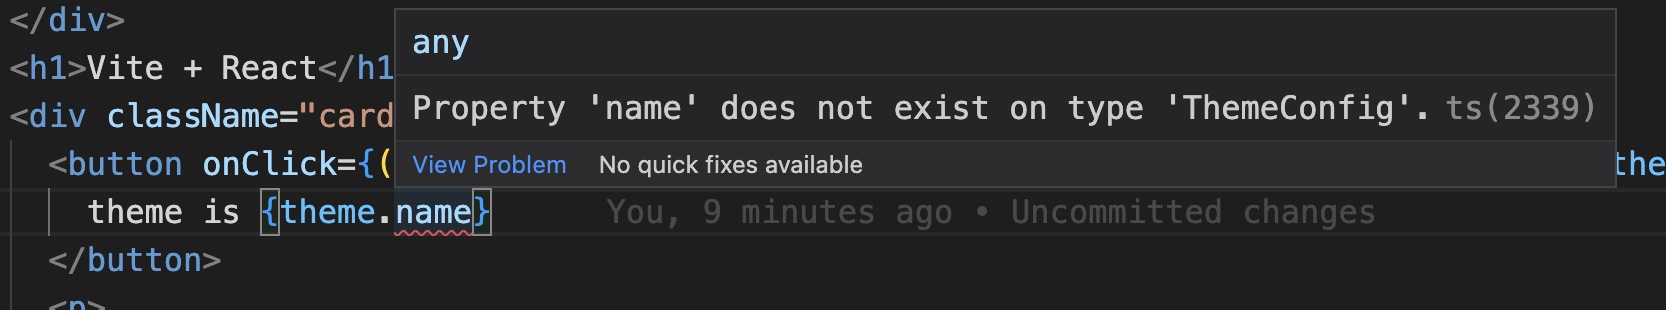 </div>
any
<h1>Vite + React</h1
Property 'name' does not exist on type 'ThemeConfig'. ts(2339)
<div className="card
View Problem No quick fixes available
<button onClick={( the
theme is {theme.name} You, 9 minutes ago • Uncommitted changes
</button>
<p>